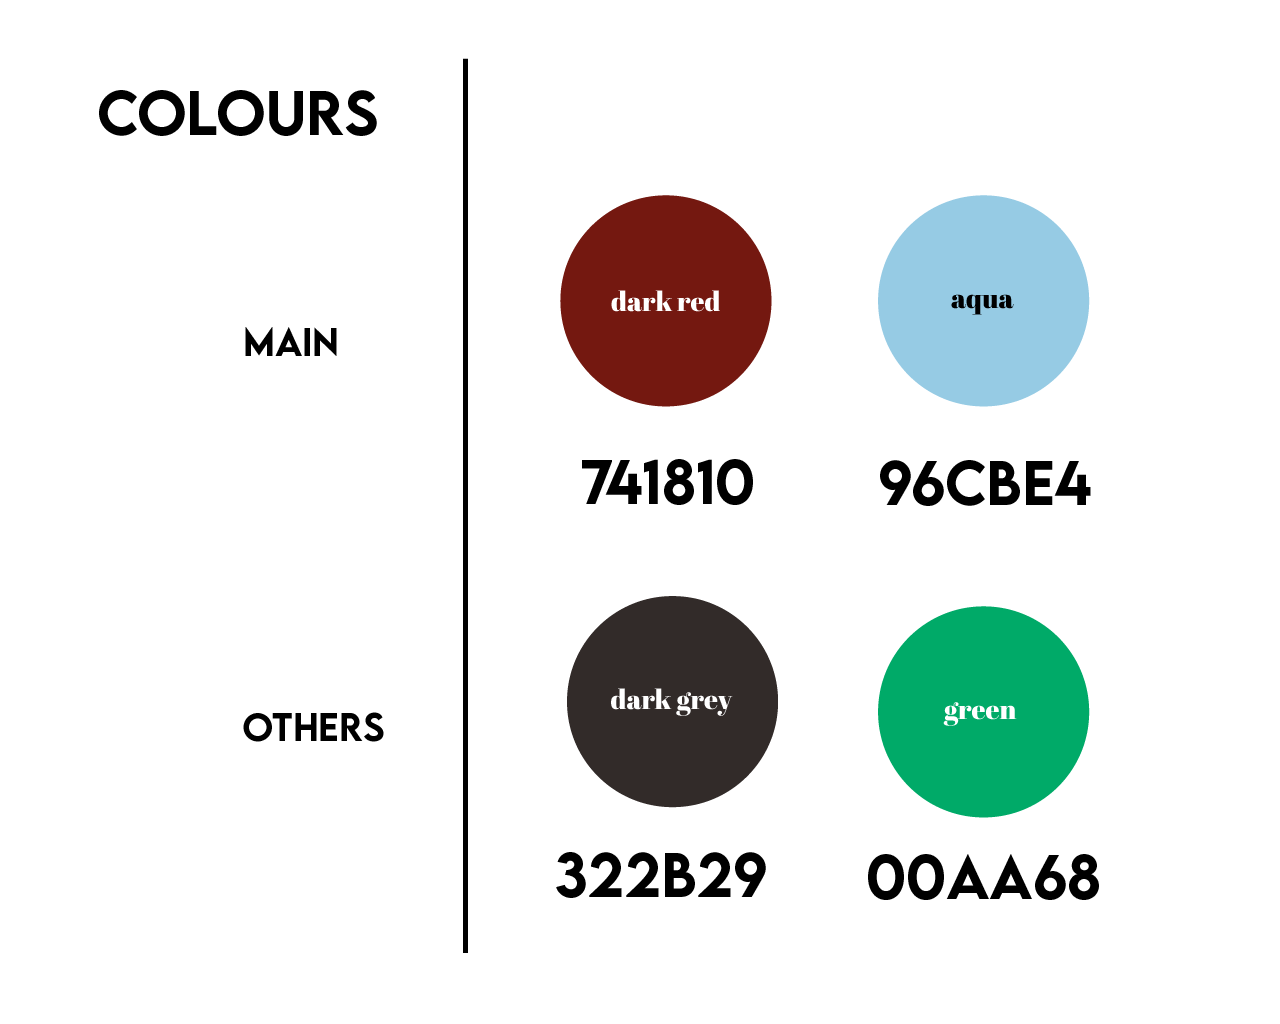 COLOURS
MAIN
dark red
aqua
741810
96CBE4
OTHERS
dark grey
green
322B29
00AA68